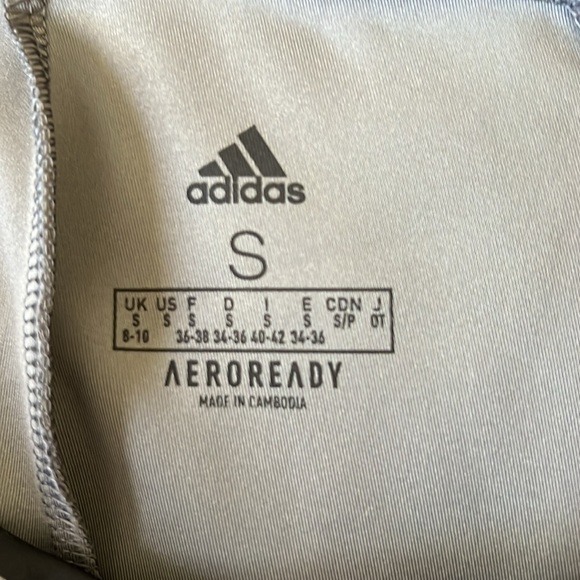 adidas
S
UK US F D I E CDN J
S S S S S S S/P OT
8-10 36-38 34-36 40-42 34-36
AEROREADY
MADE IN CAMBODIA